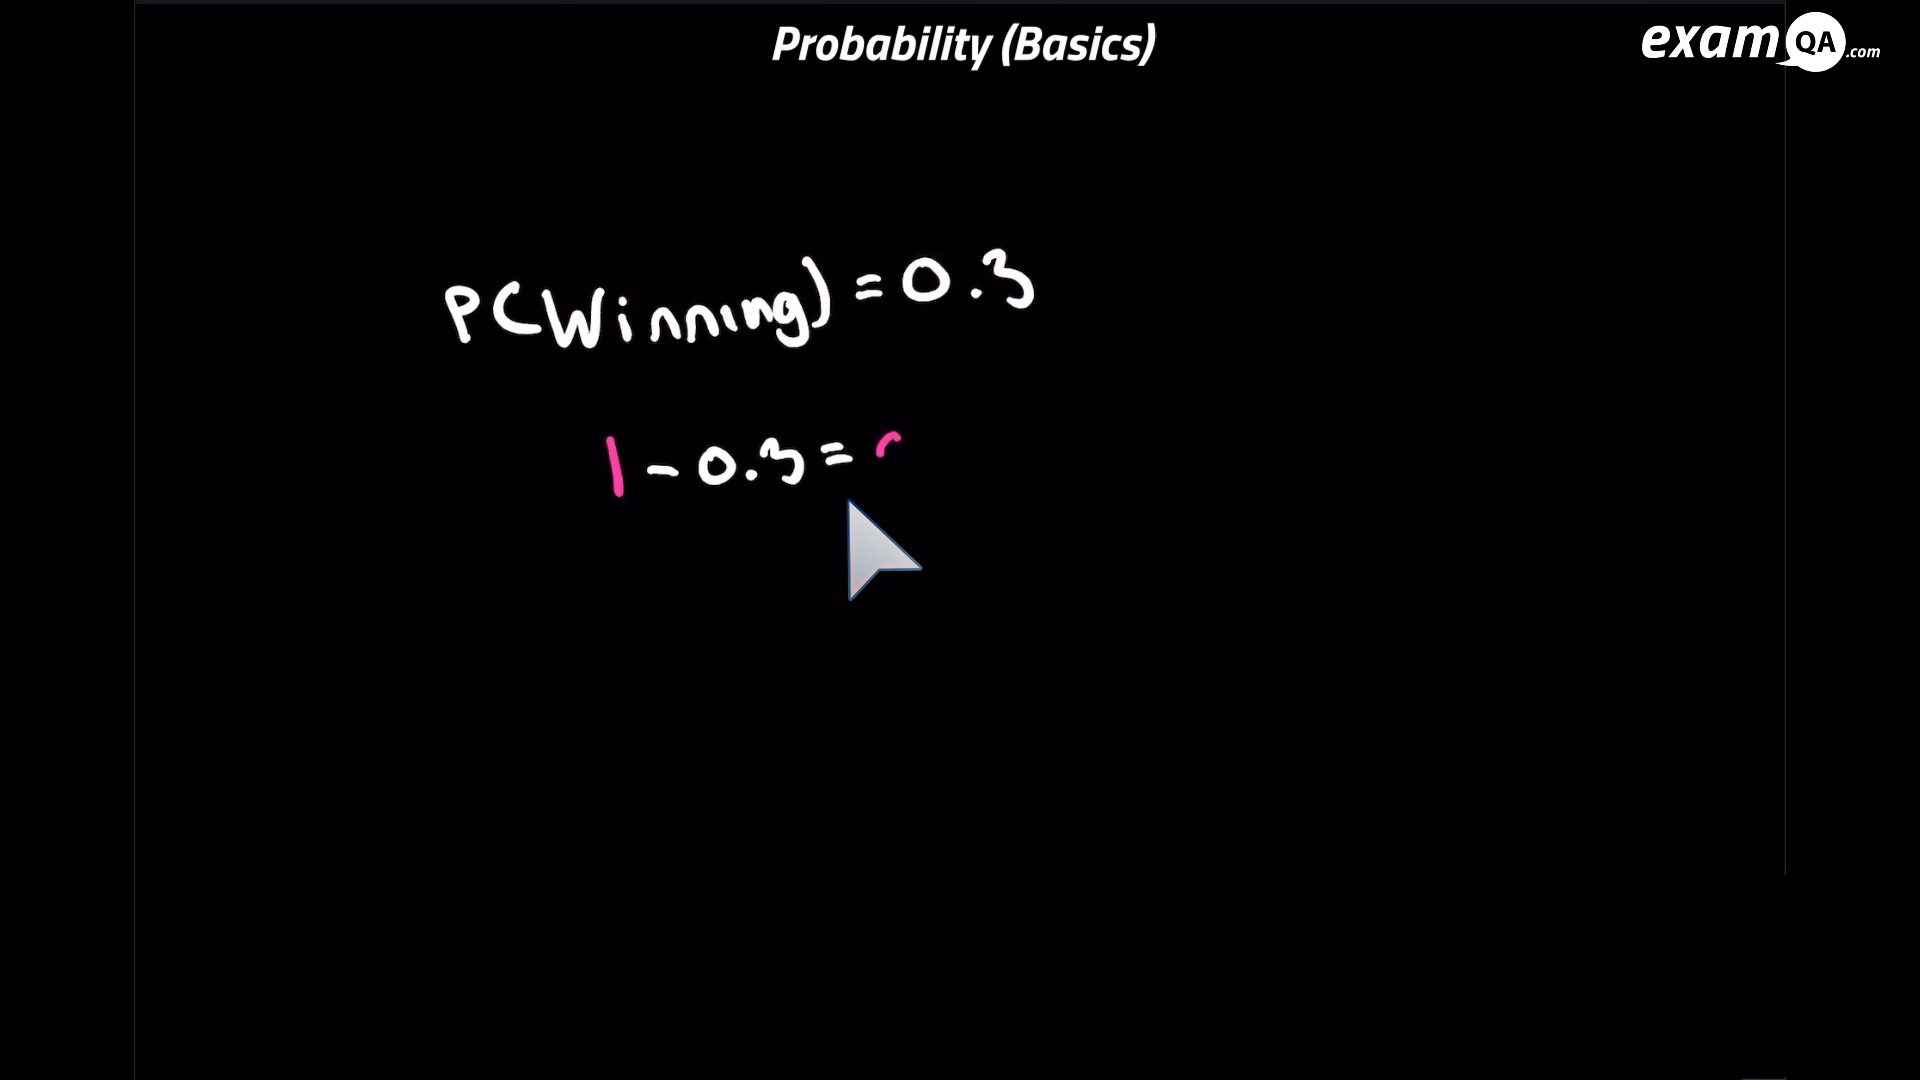 Probability (Basics)
examQA.com
P(Winning) = 0.3
1 - 0.3 =